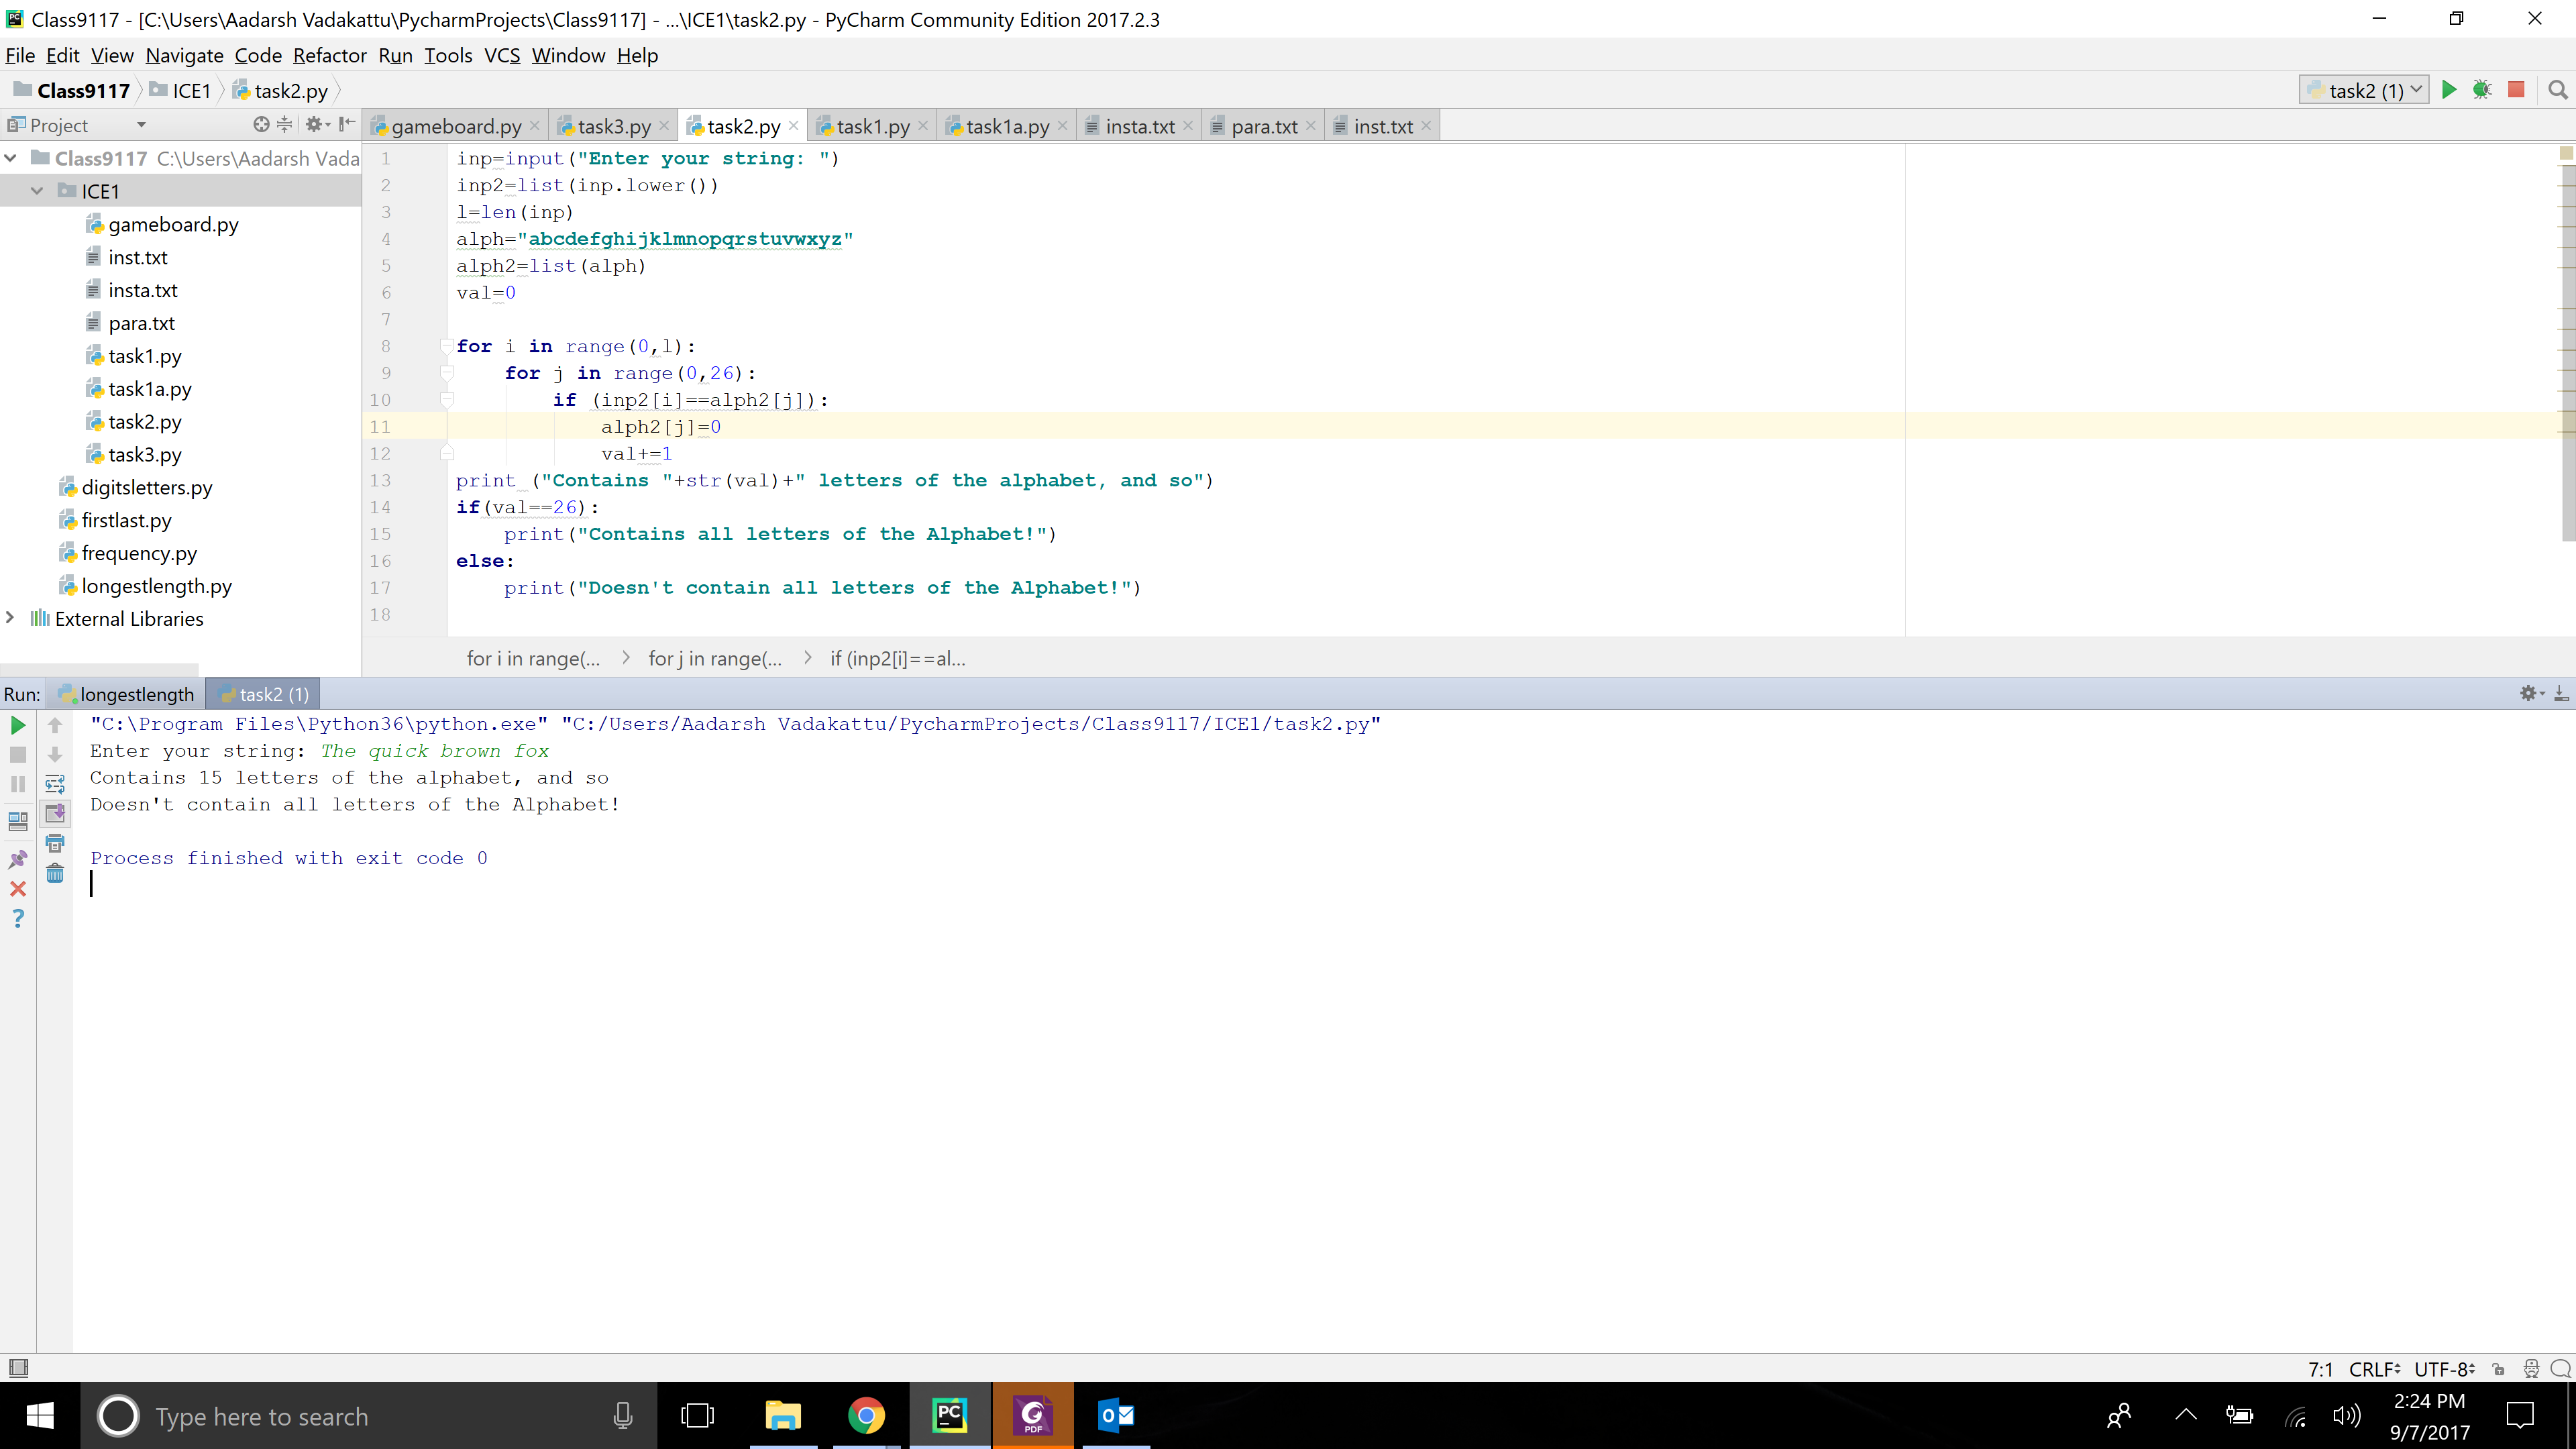 Class9117 - [C:\Users\Aadarsh Vadakattu\PycharmProjects\Class9117] - ...\ICE1\task2.py - PyCharm Community Edition 2017.2.3
File Edit View Navigate Code Refactor Run Tools VCS Window Help
Class9117 ICE1 task2.py task2 (1)
Project gameboard.py task3.py task2.py task1.py task1a.py insta.txt para.txt inst.txt
Class9117 C:\Users\Aadarsh Vada
ICE1
gameboard.py
inst.txt
insta.txt
para.txt
task1.py
task1a.py
task2.py
task3.py
digitsletters.py
firstlast.py
frequency.py
longestlength.py
External Libraries
1 inp=input("Enter your string: ")
2 inp2=list(inp.lower())
3 l=len(inp)
4 alph="abcdefghijklmnopqrstuvwxyz"
5 alph2=list(alph)
6 val=0
7
8 for i in range(0,l):
9     for j in range(0,26):
10         if (inp2[i]==alph2[j]):
11             alph2[j]=0
12             val+=1
13 print ("Contains "+str(val)+" letters of the alphabet, and so")
14 if(val==26):
15     print("Contains all letters of the Alphabet!")
16 else:
17     print("Doesn't contain all letters of the Alphabet!")
18
for i in range(... for j in range(... if (inp2[i]==al...
Run: longestlength task2 (1)
"C:\Program Files\Python36\python.exe" "C:/Users/Aadarsh Vadakattu/PycharmProjects/Class9117/ICE1/task2.py"
Enter your string: The quick brown fox
Contains 15 letters of the alphabet, and so
Doesn't contain all letters of the Alphabet!
Process finished with exit code 0
7:1 CRLF UTF-8
Type here to search
PC
PDF
2:24 PM
9/7/2017